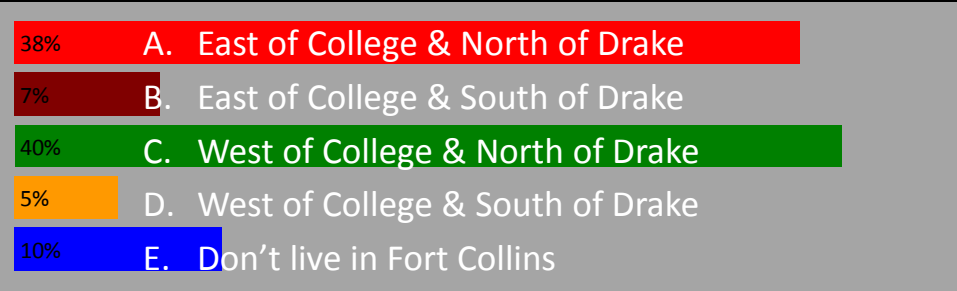 38% A. East of College & North of Drake
7% B. East of College & South of Drake
40% C. West of College & North of Drake
5% D. West of College & South of Drake
10% E. Don’t live in Fort Collins